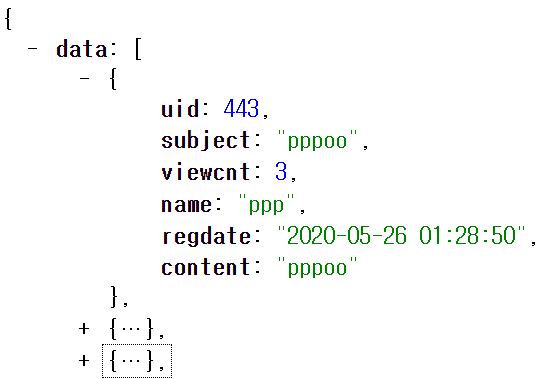 {
- data: [
- {
uid: 443,
subject: "pppoo",
viewcnt: 3,
name: "ppp",
regdate: "2020-05-26 01:28:50",
content: "pppoo"
},
+ {…},
+ {…},